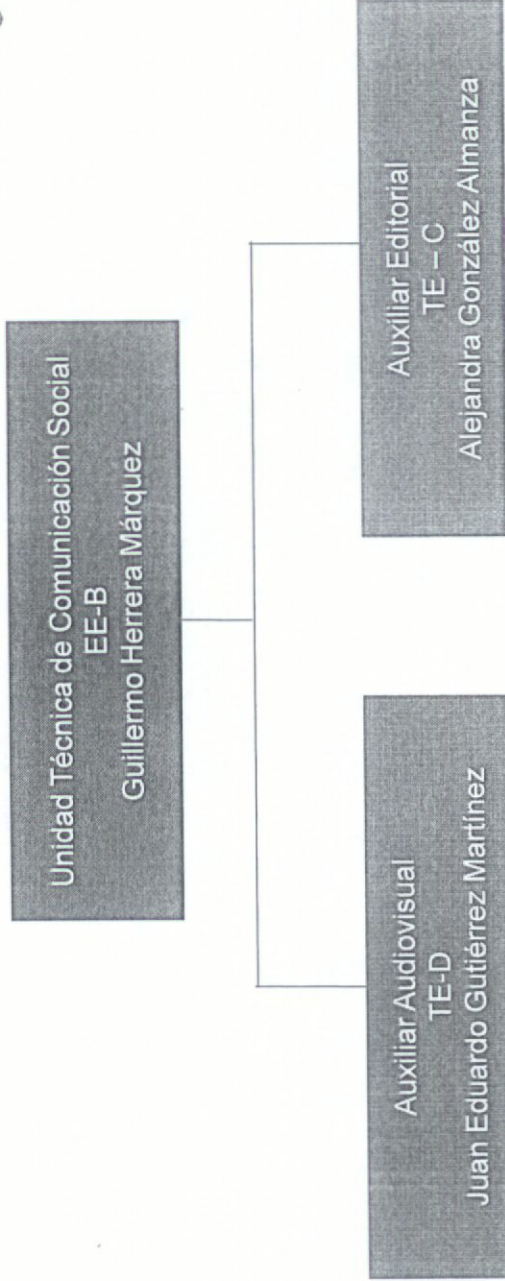 Unidad Técnica de Comunicación Social
EE-B
Guillermo Herrera Márquez
Auxiliar Audiovisual
TE-D
Juan Eduardo Gutiérrez Martínez
Auxiliar Editorial
TE – C
Alejandra González Almanza